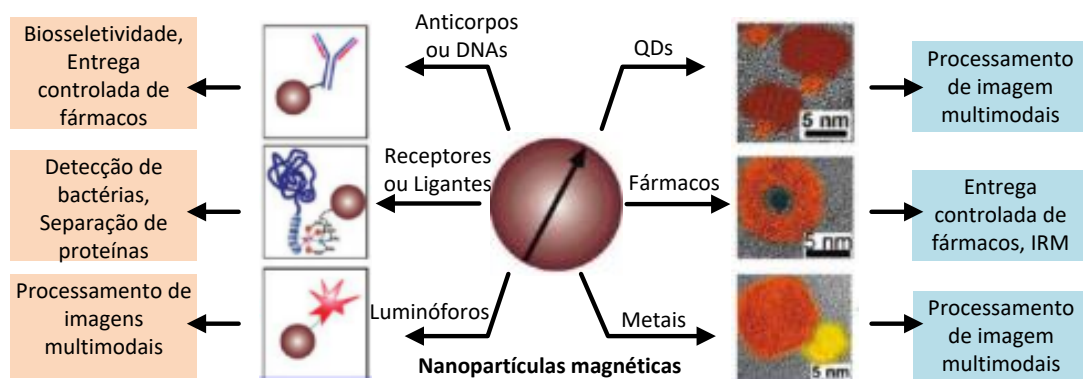 Biosseletividade,
Entrega
controlada de
fármacos
Anticorpos
ou DNAs
QDs
5 nm
Processamento
de imagem
multimodais
Detecção de
bactérias,
Separação de
proteínas
Receptores
ou Ligantes
Fármacos
5 nm
Entrega
controlada de
fármacos, IRM
Processamento de
imagens
multimodais
Luminóforos
Metais
5 nm
Processamento
de imagem
multimodais
Nanopartículas magnéticas